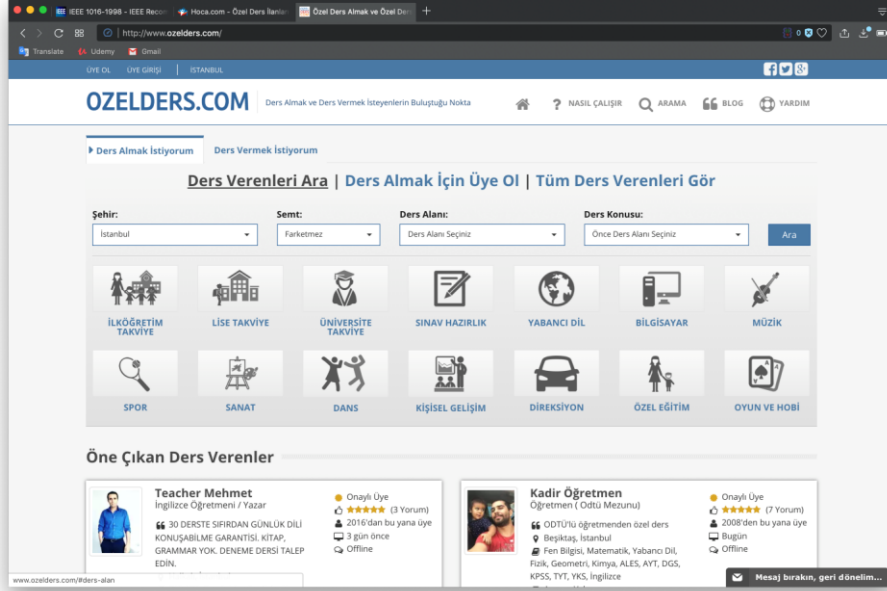 IEEE 1016-1998 - IEEE Recom
Hoca.com - Özel Ders İlanlar
Özel Ders Almak ve Özel Der
http://www.ozelders.com/
0
Translate Udemy Gmail
ÜYE OL ÜYE GİRİŞİ | İSTANBUL
OZELDERS.COM
Ders Almak ve Ders Vermek İsteyenlerin Buluştuğu Nokta
? NASIL ÇALIŞIR ARAMA BLOG YARDIM
Ders Almak İstiyorum Ders Vermek İstiyorum
Ders Verenleri Ara | Ders Almak İçin Üye Ol | Tüm Ders Verenleri Gör
Şehir: Semt: Ders Alanı: Ders Konusu:
İstanbul Farketmez Ders Alanı Seçiniz Önce Ders Alanı Seçiniz Ara
İLKÖĞRETİM TAKVİYE
LİSE TAKVİYE
ÜNİVERSİTE TAKVİYE
SINAV HAZIRLIK
YABANCI DİL
BİLGİSAYAR
MÜZİK
SPOR
SANAT
DANS
KİŞİSEL GELİŞİM
DİREKSİYON
ÖZEL EĞİTİM
OYUN VE HOBİ
Öne Çıkan Ders Verenler
Teacher Mehmet
İngilizce Öğretmeni / Yazar
30 DERSTE SIFIRDAN GÜNLÜK DİLİ
KONUŞABİLME GARANTİSİ. KİTAP,
GRAMMAR YOK. DENEME DERSİ TALEP
EDİN.
Onaylı Üye
(3 Yorum)
2016'dan bu yana üye
3 gün önce
Offline
Kadir Öğretmen
Öğretmen ( Odtü Mezunu)
ODTÜ'lü öğretmenden özel ders
Beşiktaş, İstanbul
Fen Bilgisi, Matematik, Yabancı Dil,
Fizik, Geometri, Kimya, ALES, AYT, DGS,
KPSS, TYT, YKS, İngilizce
Onaylı Üye
(7 Yorum)
2008'den bu yana üye
Bugün
Offline
www.ozelders.com/#ders-alan
Mesaj bırakın, geri dönelim...